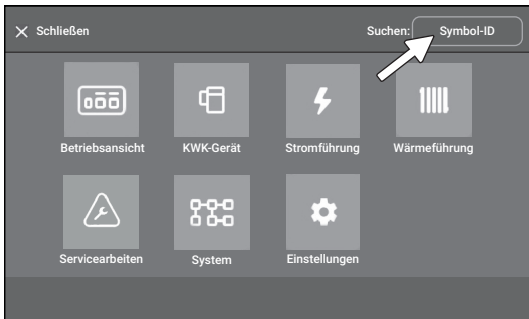 Schließen
Suchen: Symbol-ID
Betriebsansicht KWK-Gerät Stromführung Wärmeführung
Servicearbeiten System Einstellungen